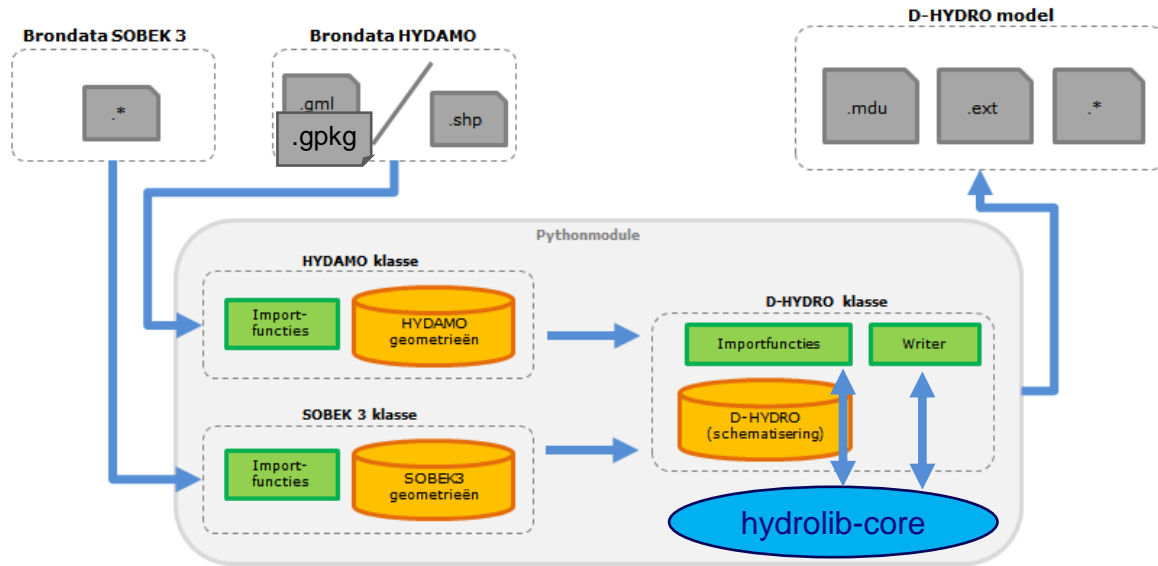 D-HYDRO model
Brondata SOBEK 3
Brondata HYDAMO
.*
.gml
.gpkg
.shp
.mdu
.ext
.*
Pythonmodule
HYDAMO klasse
Import-
functies
HYDAMO
geometrieën
D-HYDRO klasse
Importfuncties
Writer
D-HYDRO
(schematisering)
SOBEK 3 klasse
Import-
functies
SOBEK3
geometrieën
hydrolib-core